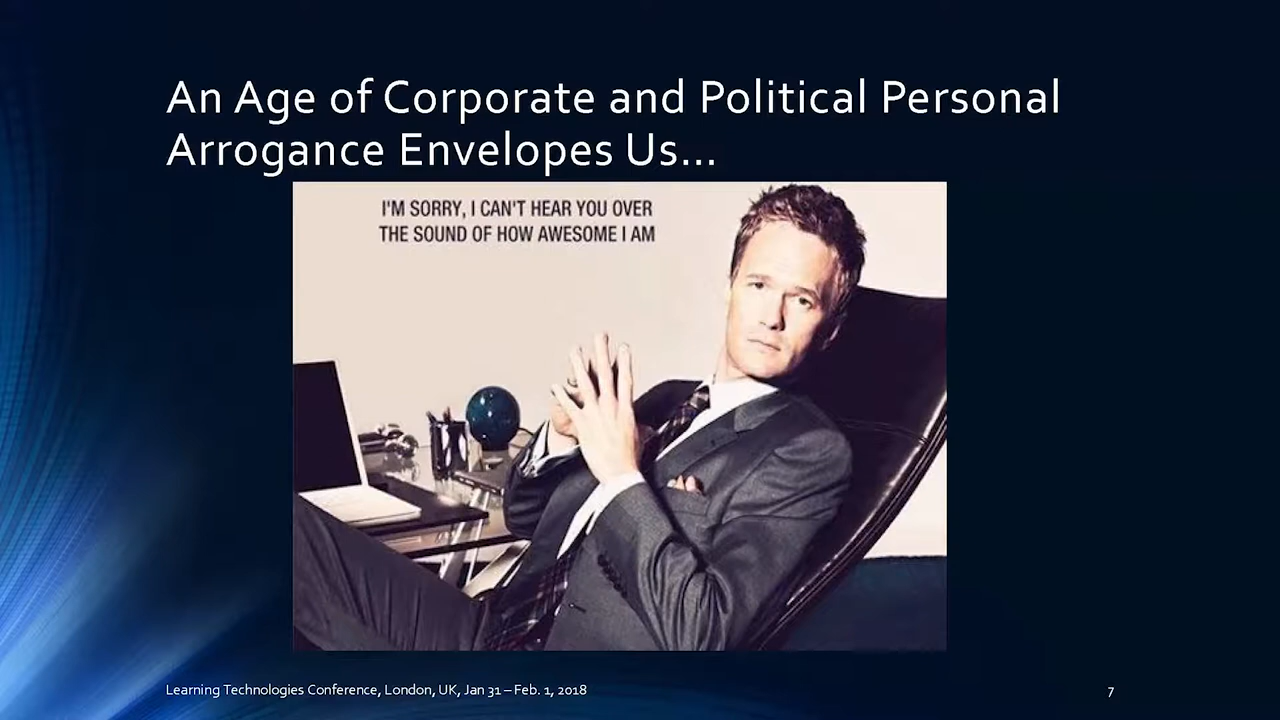 An Age of Corporate and Political Personal
Arrogance Envelopes Us...
I'M SORRY, I CAN'T HEAR YOU OVER
THE SOUND OF HOW AWESOME I AM
Learning Technologies Conference, London, UK, Jan 31 – Feb. 1, 2018
7